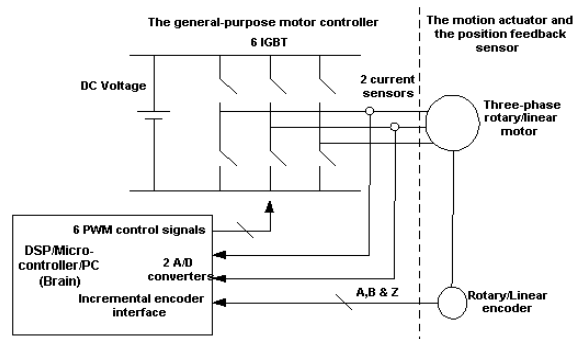 The general-purpose motor controller
The motion actuator and
the position feedback
sensor
6 IGBT
DC Voltage
2 current
sensors
Three-phase
rotary/linear
motor
6 PWM control signals
DSP/Micro-
controller/PC
(Brain)
2 A/D
converters
Incremental encoder
interface
A,B & Z
Rotary/Linear
encoder